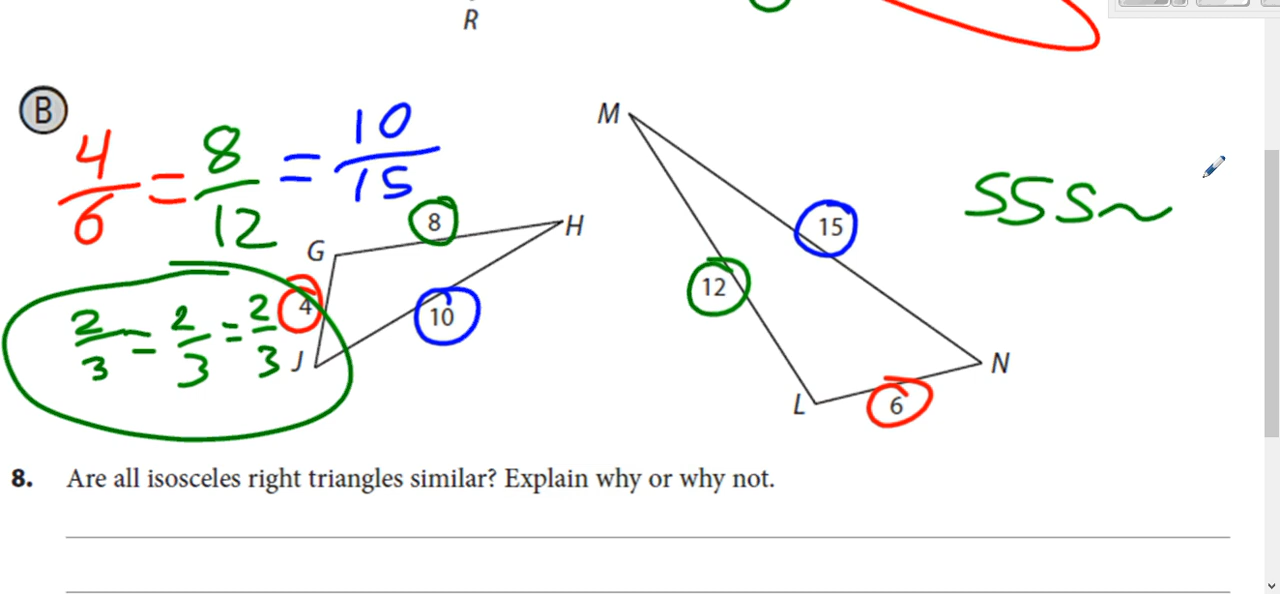 R
B
4/6 = 8/12 = 10/15
2/3 = 2/3 = 2/3
G
8
H
4
10
J
M
15
12
N
L
6
SSS~
8. Are all isosceles right triangles similar? Explain why or why not.